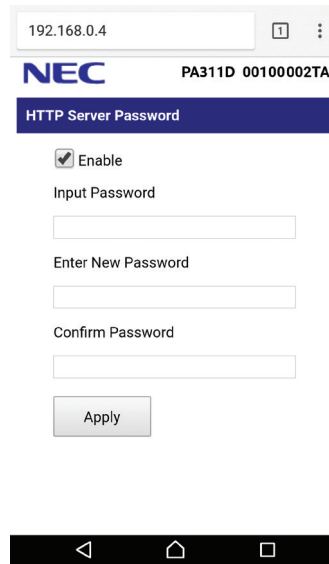 192.168.0.4 1
NEC PA311D 00100002TA
HTTP Server Password
Enable
Input Password
Enter New Password
Confirm Password
Apply